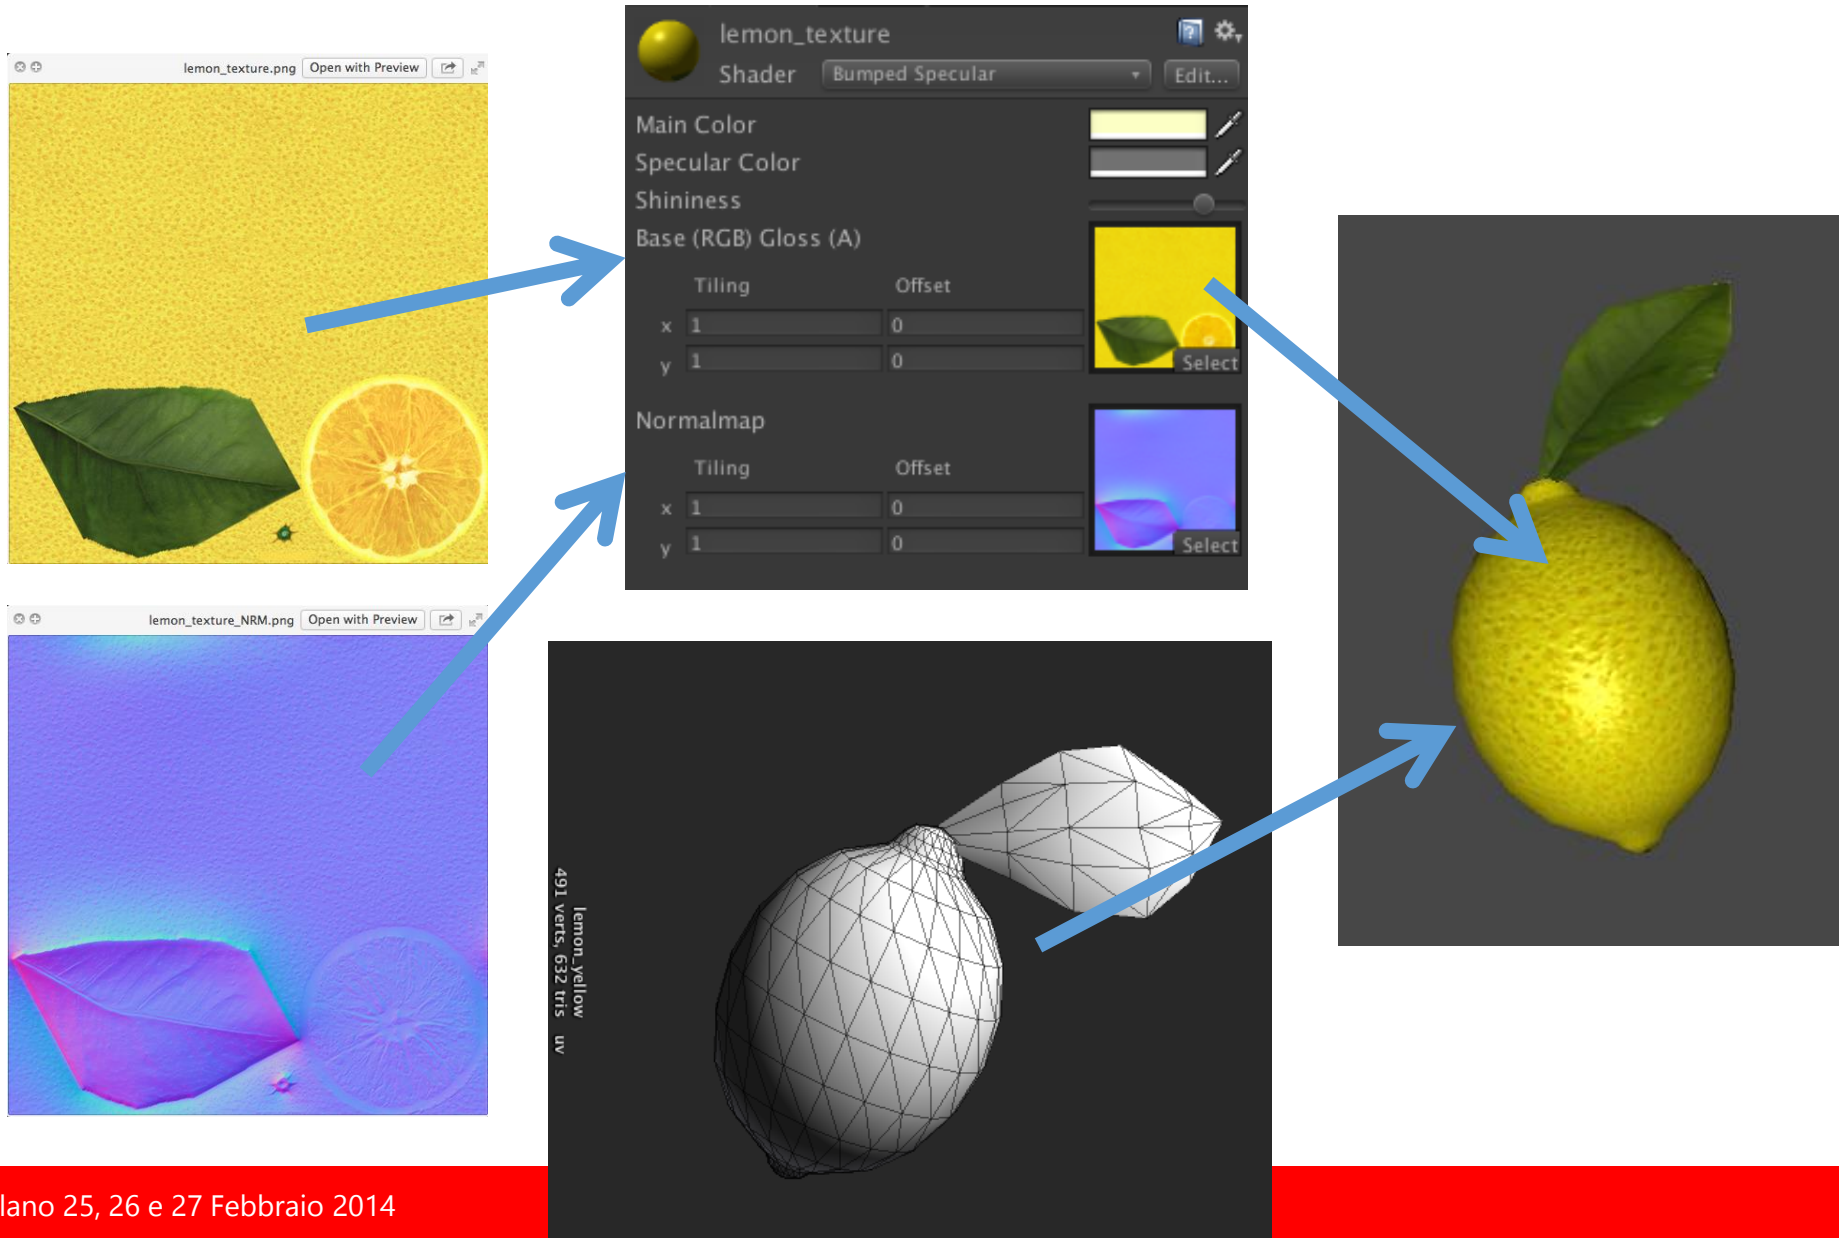 lemon_texture.png Open with Preview
lemon_texture
Shader Bumped Specular Edit...
Main Color
Specular Color
Shininess
Base (RGB) Gloss (A)
Tiling Offset
x 1 0
y 1 0
Select
Normalmap
Tiling Offset
x 1 0
y 1 0
Select
lemon_texture_NRM.png Open with Preview
lemon_yellow
491 verts, 632 tris uv
lano 25, 26 e 27 Febbraio 2014